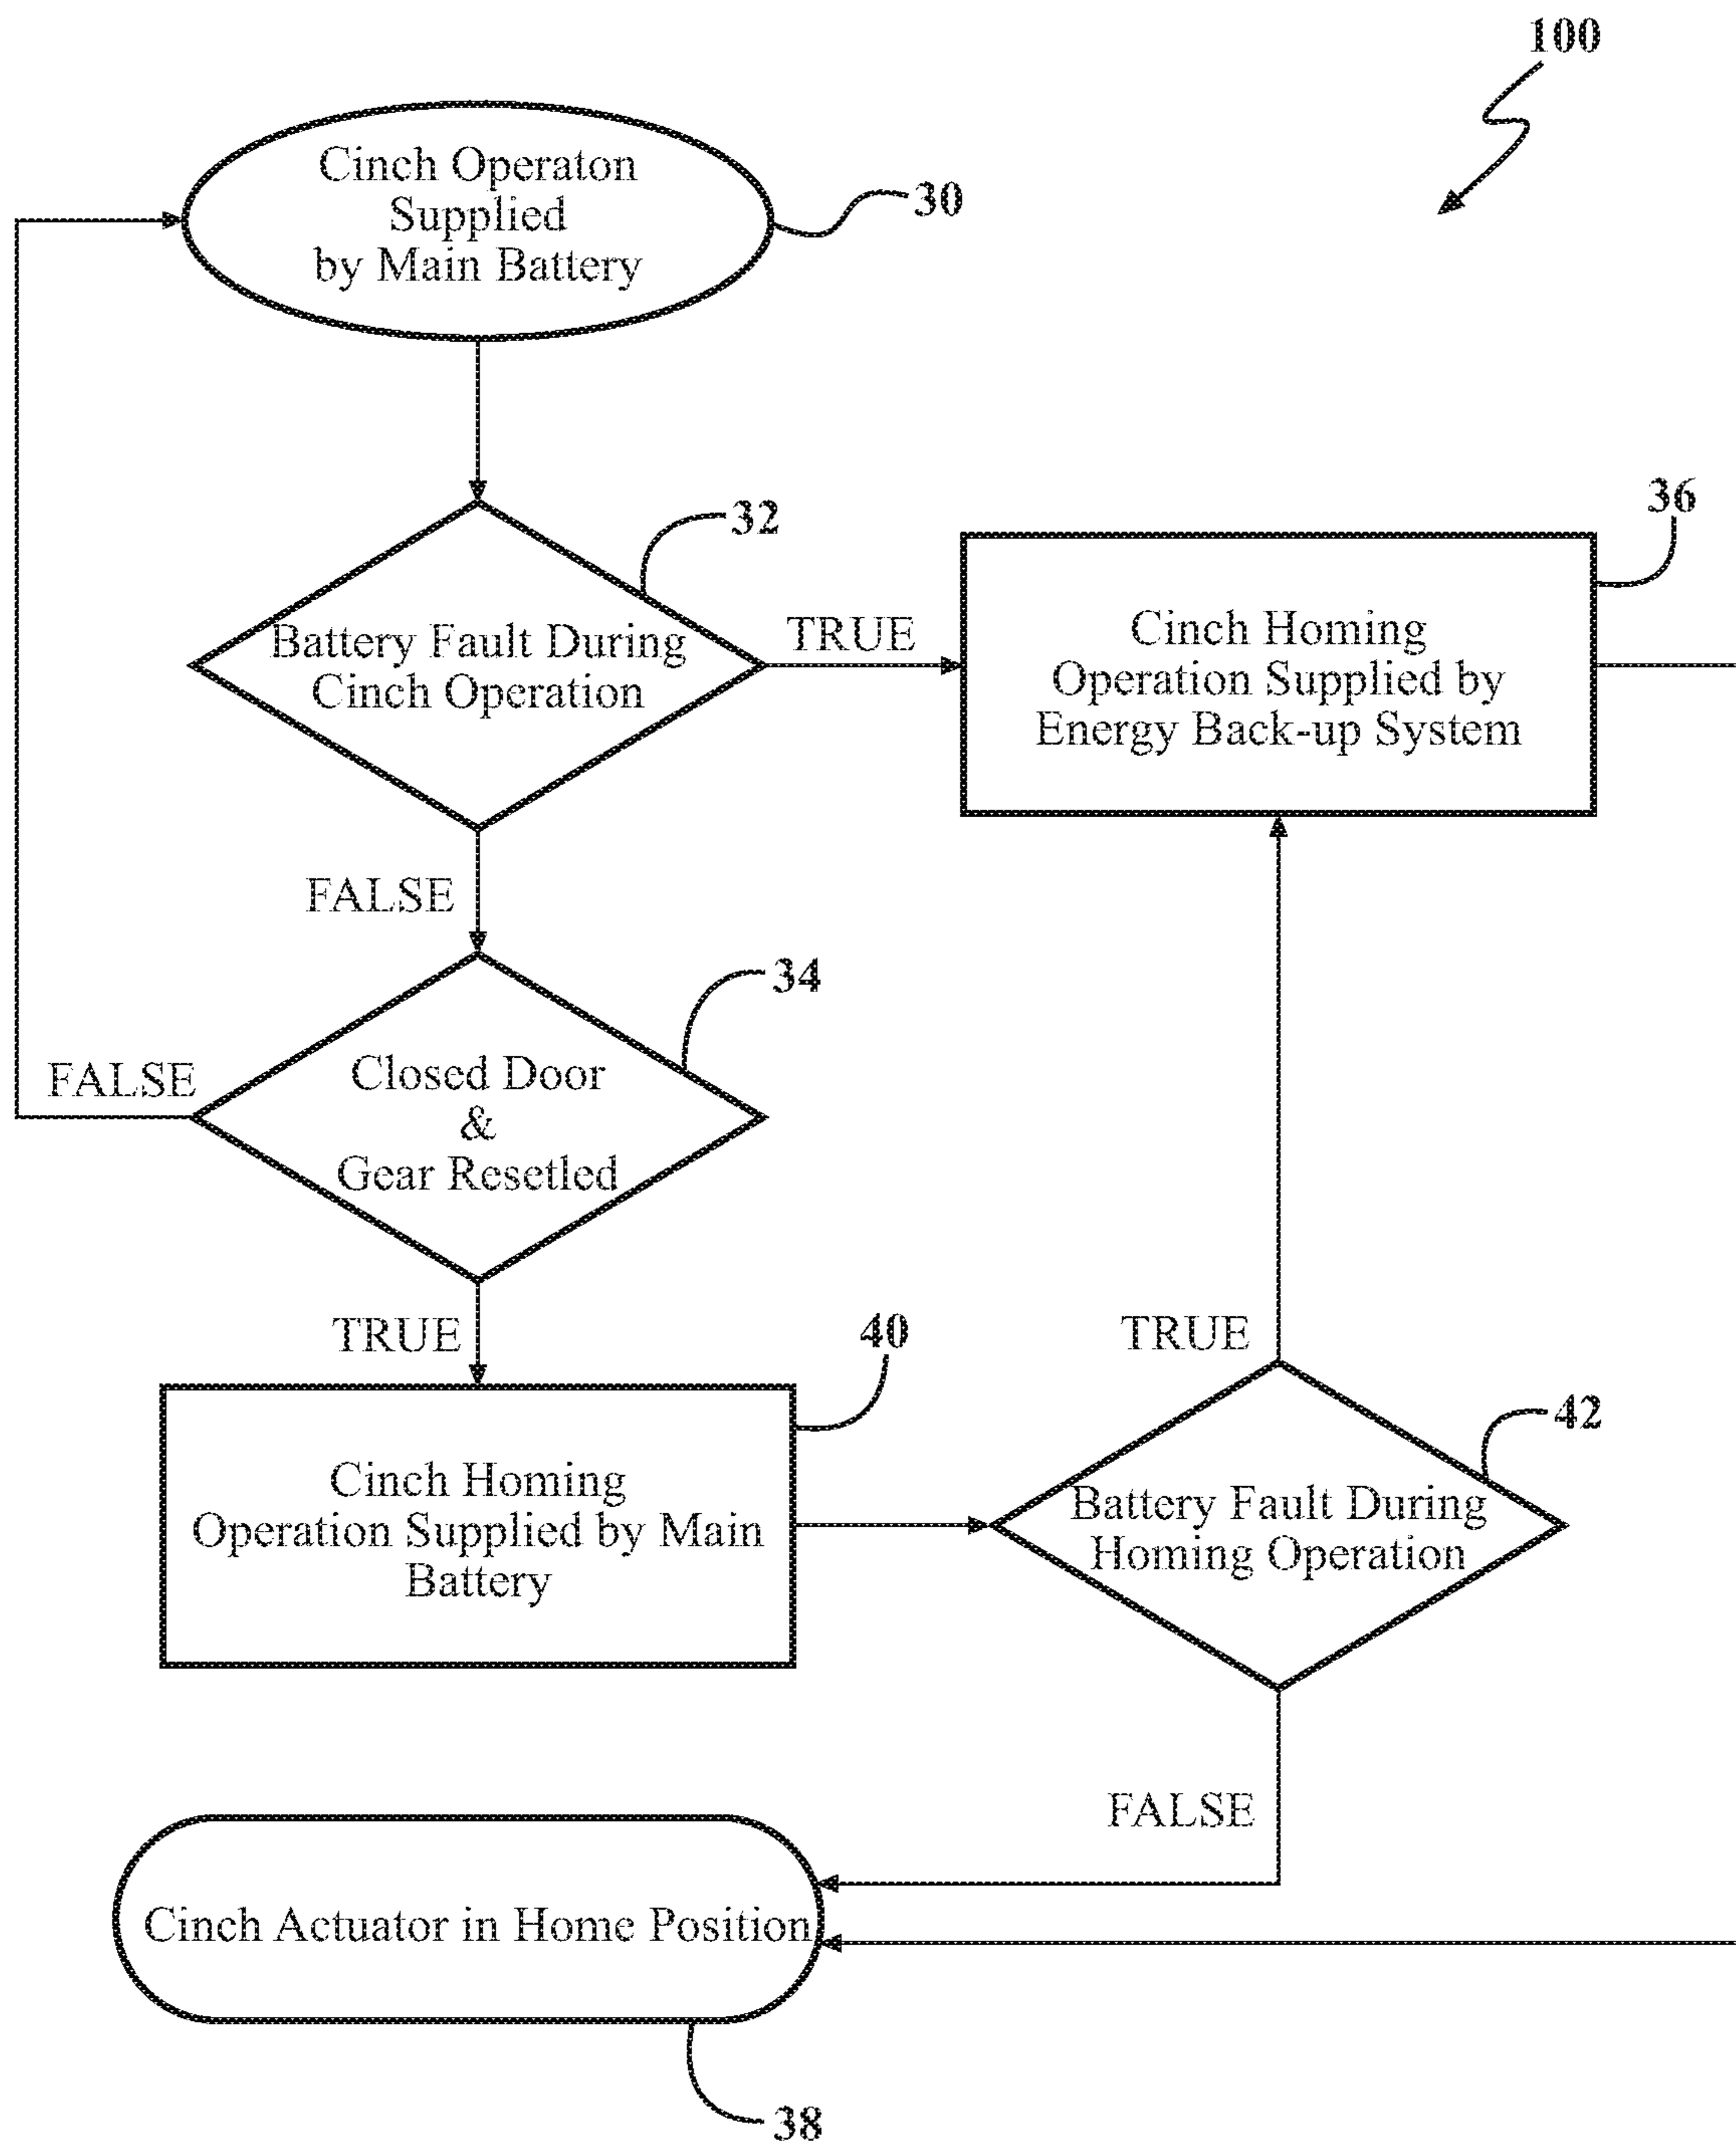 100
Cinch Operaton
Supplied
by Main Battery
30
32
Battery Fault During
Cinch Operation
TRUE
36
Cinch Homing
Operation Supplied by
Energy Back-up System
FALSE
34
Closed Door
&
Gear Resetled
FALSE
TRUE
40
Cinch Homing
Operation Supplied by Main
Battery
TRUE
42
Battery Fault During
Homing Operation
FALSE
Cinch Actuator in Home Position
38